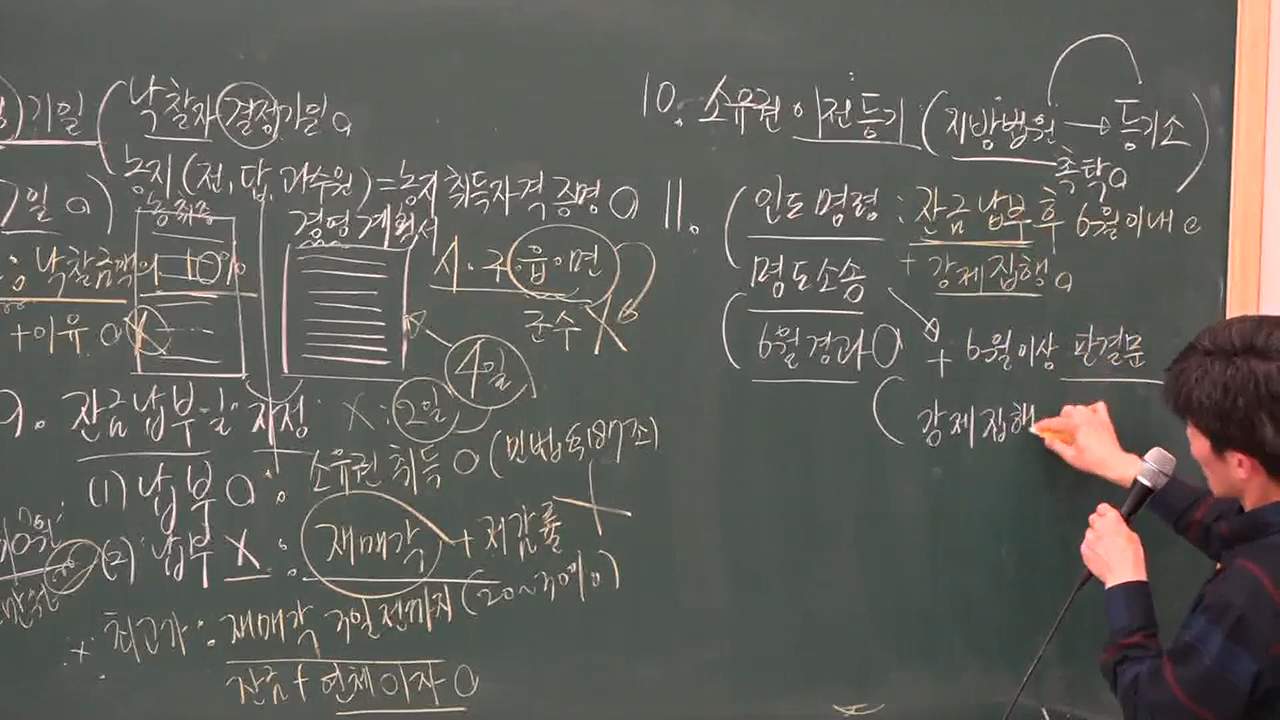 기일 (낙찰자 결정기일 O
7일 O) 농지(전, 답, 과수원) = 농지취득자격증명 O
농취증
경영계획서
: 낙찰금액의 10%
시·구·읍·이면
+이유 O X
군수 X
4일
9. 잔금납부일 지정 X : 2일
(1) 납부 O : 소유권 취득 O (민법 제187조)
(2) 납부 X : 재매각 + 저감률
(20~30%)
* 최고가 : 재매각 3일전까지
잔금 + 연체이자 O
10. 소유권 이전등기 (지방법원 → 등기소)
촉탁 O
11. (인도명령 : 잔금납부 후 6월이내 e
+ 강제집행 O
명도소송
(6월경과 O + 6월이상 판결문
(강제집행